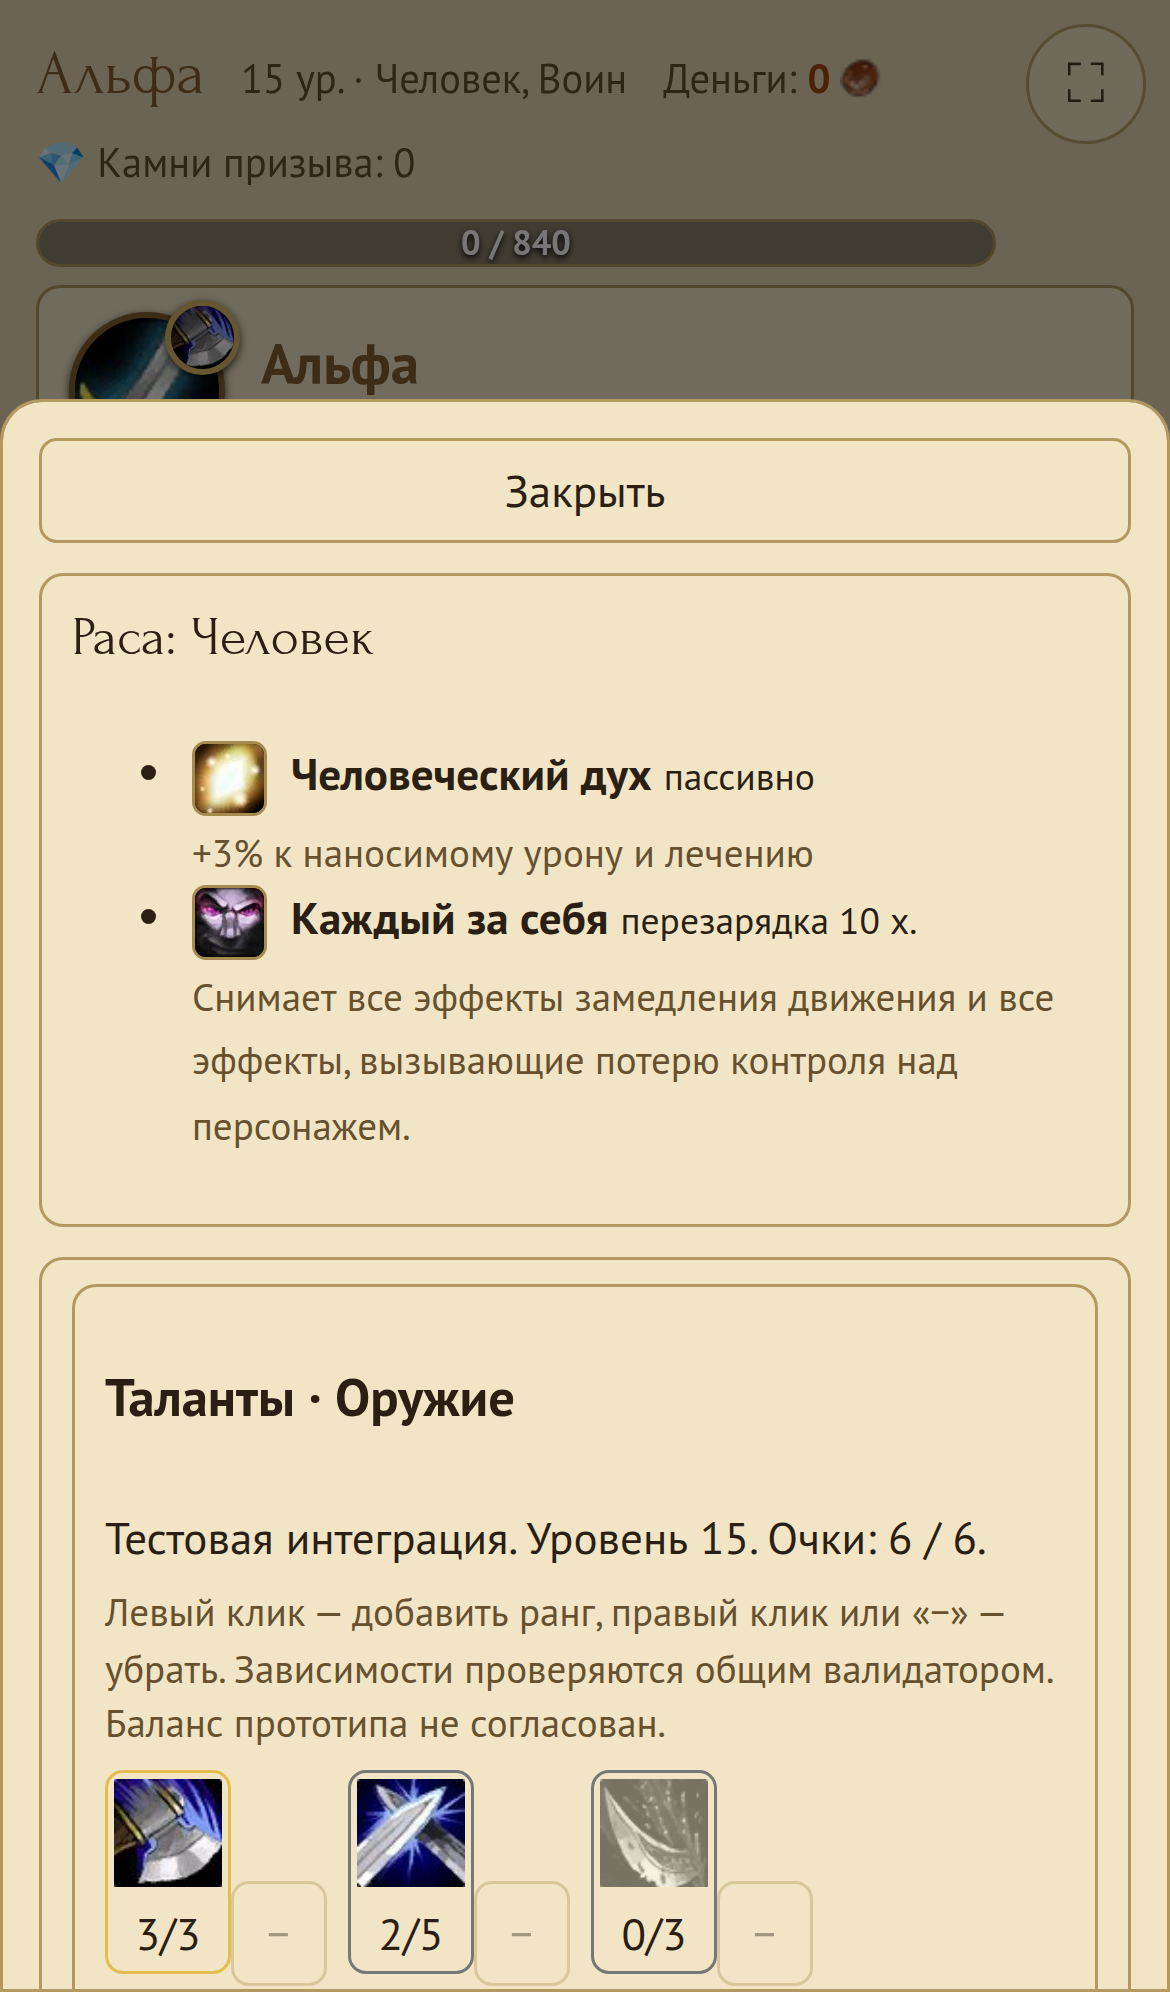 Альфа 15 ур. · Человек, Воин Деньги: 0
Камни призыва: 0
0 / 840
Альфа
Закрыть
Раса: Человек
• Человеческий дух пассивно
+3% к наносимому урону и лечению
• Каждый за себя перезарядка 10 х.
Снимает все эффекты замедления движения и все
эффекты, вызывающие потерю контроля над
персонажем.
Таланты · Оружие
Тестовая интеграция. Уровень 15. Очки: 6 / 6.
Левый клик — добавить ранг, правый клик или «−» —
убрать. Зависимости проверяются общим валидатором.
Баланс прототипа не согласован.
3/3 − 2/5 − 0/3 −